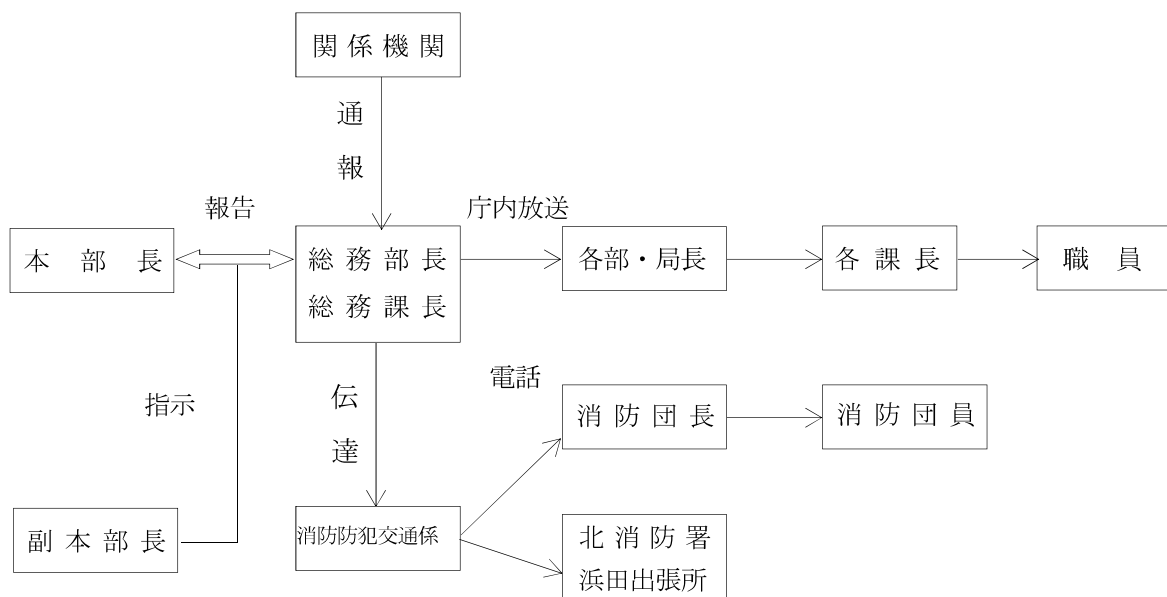 関係機関
通報
報告
庁内放送
本部長
総務部長
総務課長
各部・局長
各課長
職員
指示
伝達
電話
消防団長
消防団員
副本部長
消防防犯交通係
北消防署
浜田出張所